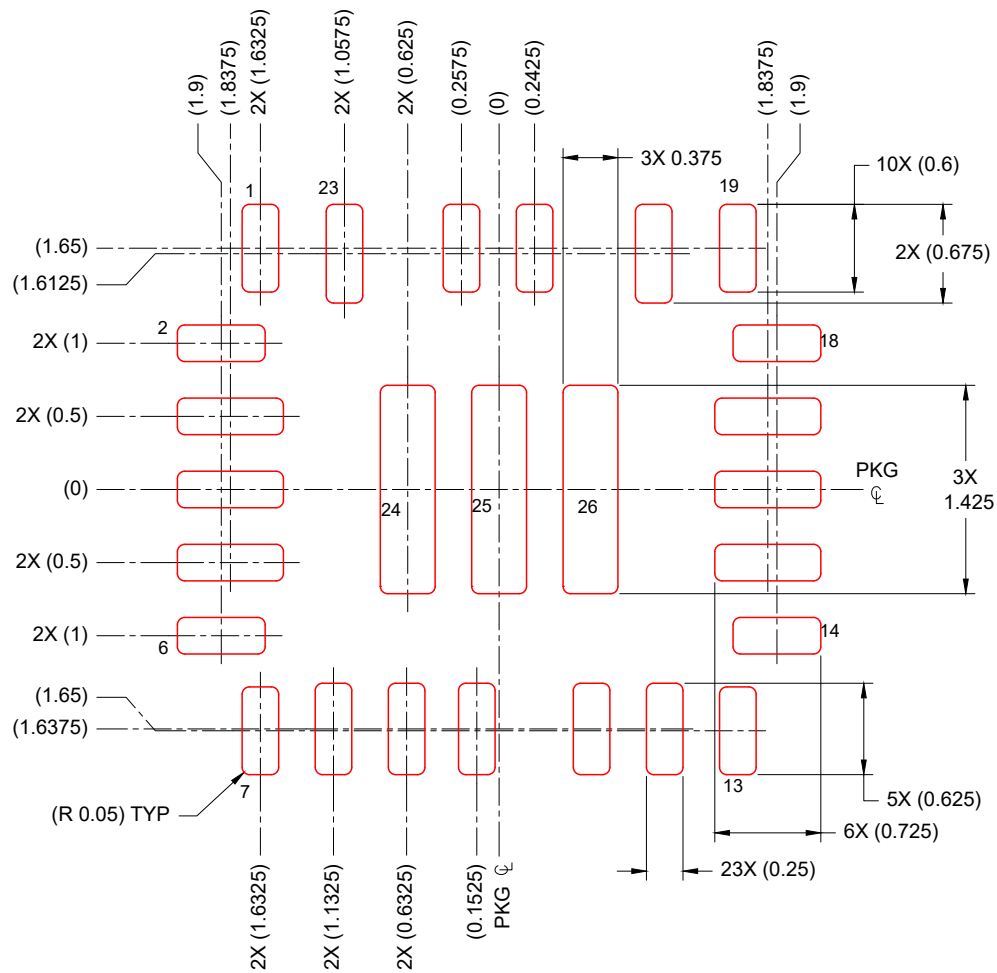 (1.9)
(1.8375)
2X (1.6325)
2X (1.0575)
2X (0.625)
(0.2575)
(0)
(0.2425)
(1.8375)
(1.9)
3X 0.375
10X (0.6)
2X (0.675)
1
23
19
(1.65)
(1.6125)
2
18
2X (1)
2X (0.5)
(0)
2X (0.5)
2X (1)
24
25
26
PKG
3X
1.425
6
14
(1.65)
(1.6375)
7
13
(R 0.05) TYP
5X (0.625)
6X (0.725)
23X (0.25)
2X (1.6325)
2X (1.1325)
2X (0.6325)
(0.1525)
PKG